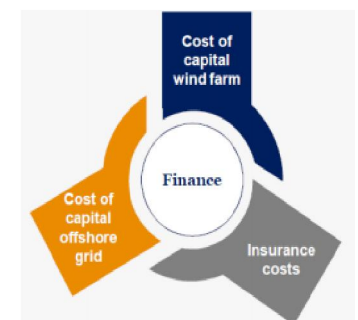 Cost of
capital
wind farm
Finance
Cost of
capital
offshore
grid
Insurance
costs